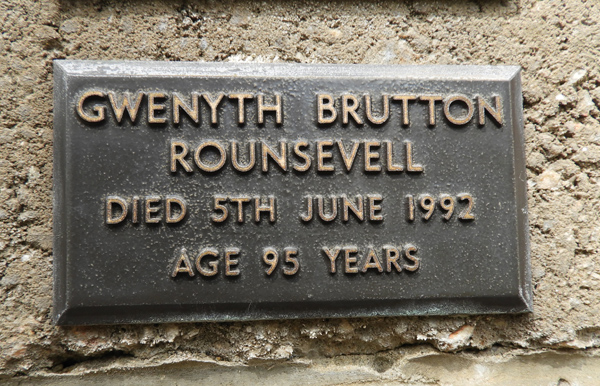 GWENYTH BRUTTON
ROUNSEVELL
DIED 5TH JUNE 1992
AGE 95 YEARS